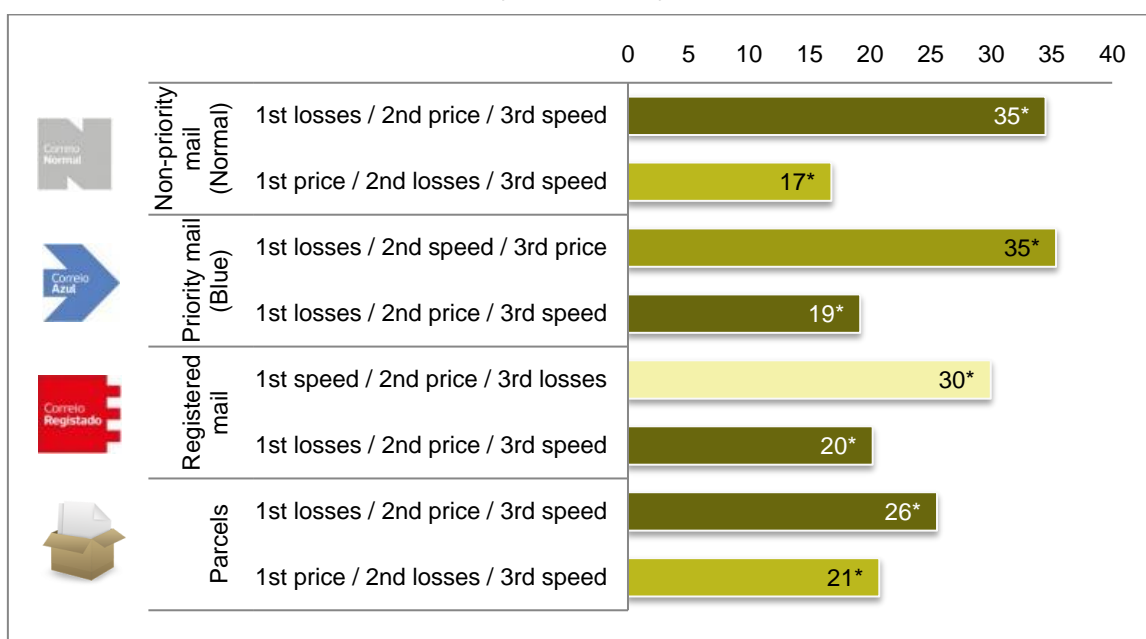 0 5 10 15 20 25 30 35 40
Correio
Normal
Non-priority
mail
(Normal)
1st losses / 2nd price / 3rd speed
35*
1st price / 2nd losses / 3rd speed
17*
Correio
Azul
Priority mail
(Blue)
1st losses / 2nd speed / 3rd price
35*
1st losses / 2nd price / 3rd speed
19*
Correio
Registado
Registered
mail
1st speed / 2nd price / 3rd losses
30*
1st losses / 2nd price / 3rd speed
20*
Parcels
1st losses / 2nd price / 3rd speed
26*
1st price / 2nd losses / 3rd speed
21*